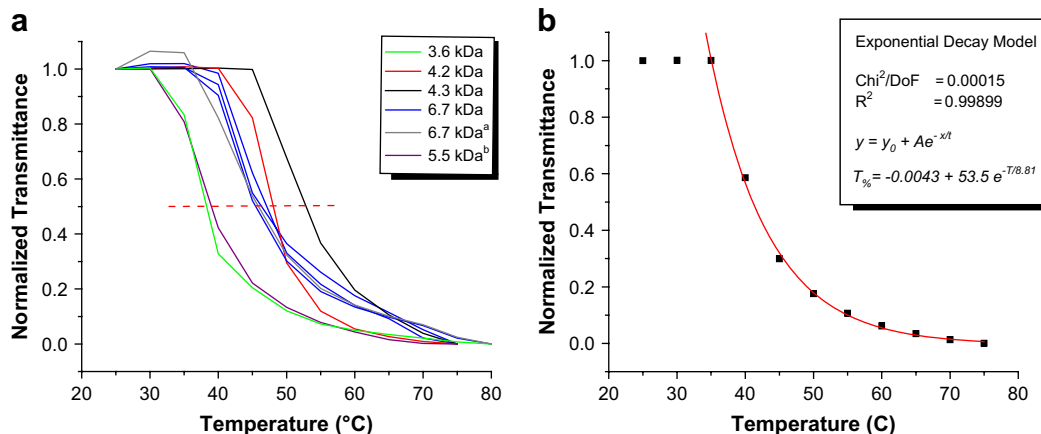 a
Normalized Transmittance
1.0
0.8
0.6
0.4
0.2
0.0
20
30
40
50
60
70
80
Temperature (°C)
3.6 kDa
4.2 kDa
4.3 kDa
6.7 kDa
6.7 kDaᵃ
5.5 kDaᵇ
b
Normalized Transmittance
1.0
0.8
0.6
0.4
0.2
0.0
20
30
40
50
60
70
80
Temperature (C)
Exponential Decay Model
Chi² /DoF = 0.00015
R² = 0.99899
y = y₀ + Ae⁻ ˣ/ᵗ
T% = -0.0043 + 53.5 e⁻ᵀ/⁸·⁸¹